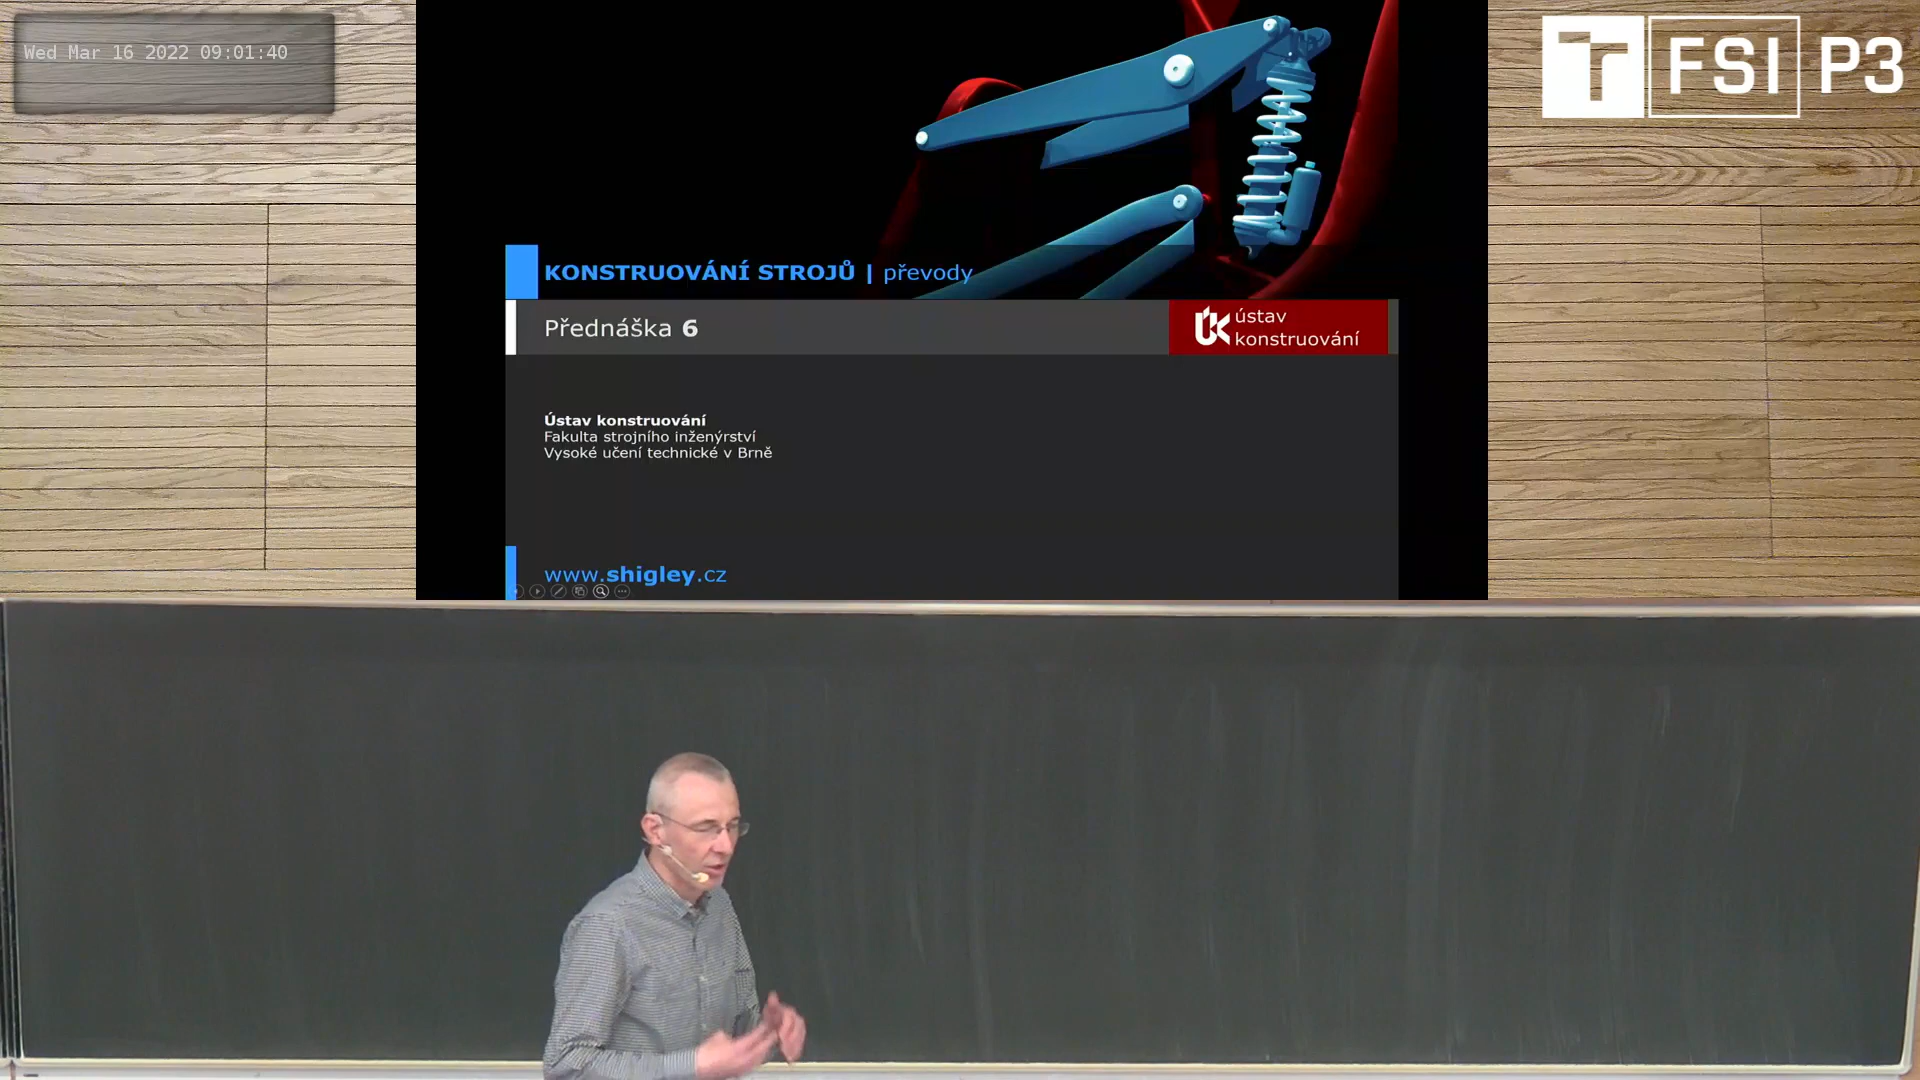 Wed Mar 16 2022 09:01:40
T FSI P3
KONSTRUOVÁNÍ STROJŮ | převody
Přednáška 6
ÚK ústav
konstruování
Ústav konstruování
Fakulta strojního inženýrství
Vysoké učení technické v Brně
www.shigley.cz